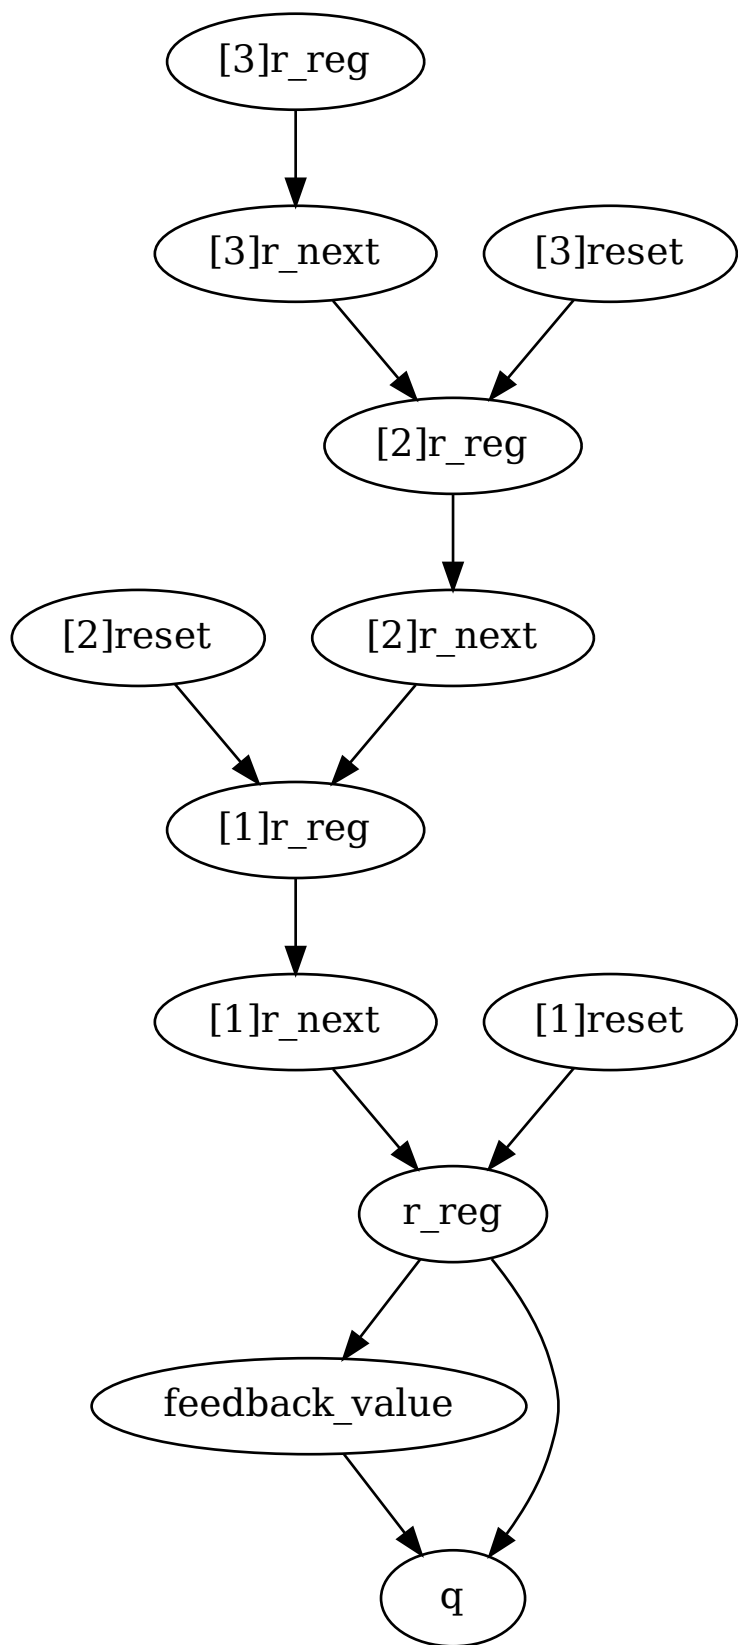 [3]r_reg
[3]r_next
[3]reset
[2]r_reg
[2]reset
[2]r_next
[1]r_reg
[1]r_next
[1]reset
r_reg
feedback_value
q